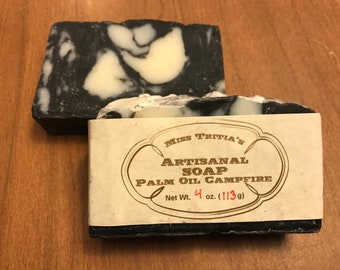 Miss Tritia's
Artisanal
SOAP
Palm Oil Campfire
Net Wt. 4 oz. (113g)